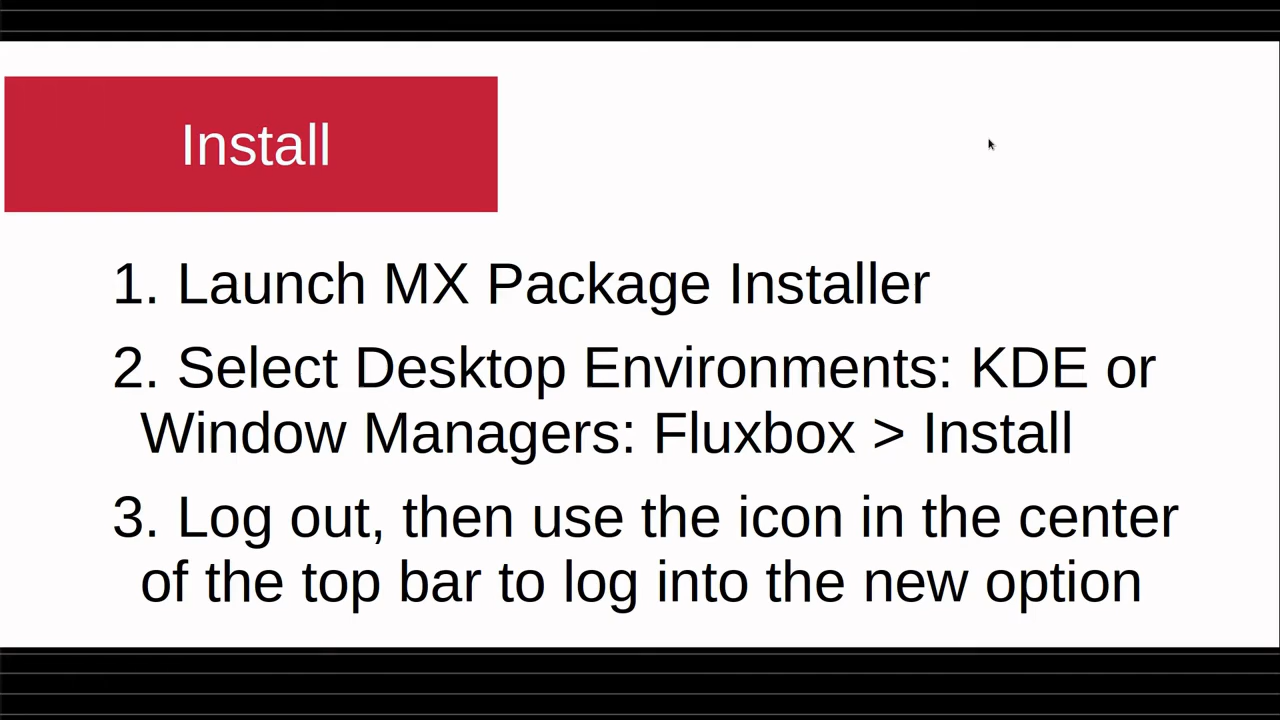 Install
1. Launch MX Package Installer
2. Select Desktop Environments: KDE or
Window Managers: Fluxbox > Install
3. Log out, then use the icon in the center
of the top bar to log into the new option